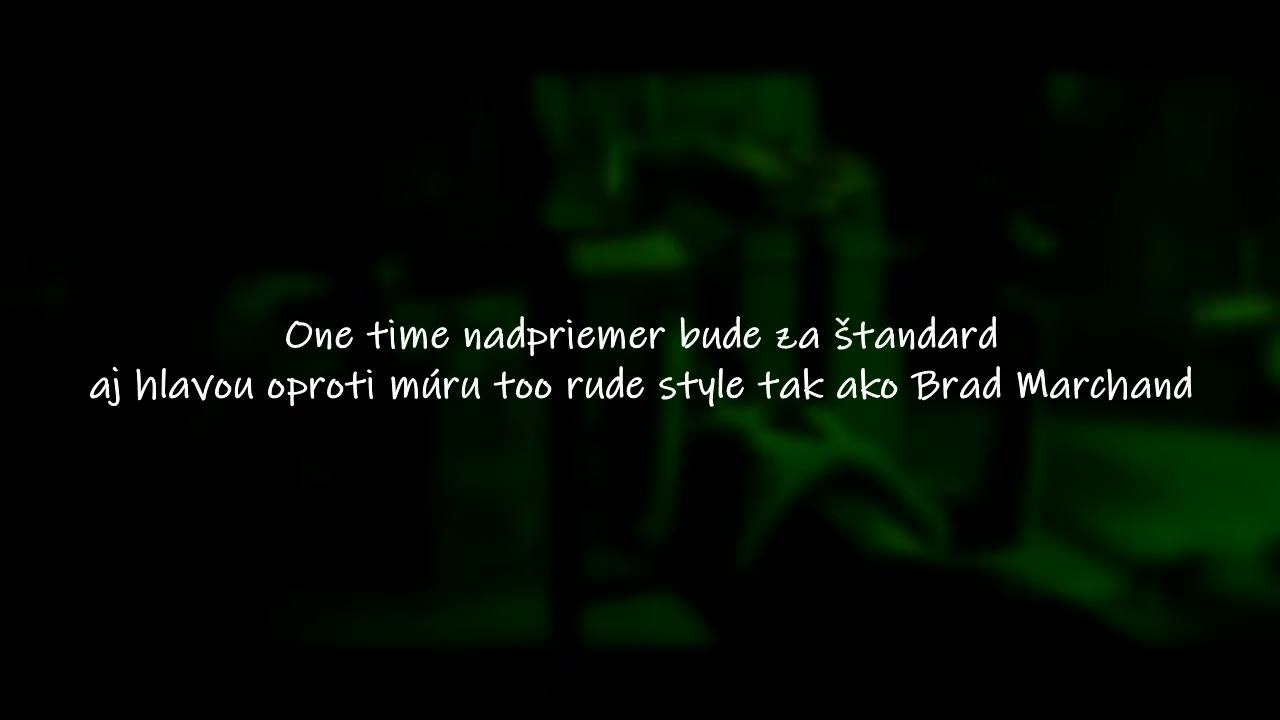 One time nadpriemer bude za štandard
aj hlavou oproti múru too rude style tak ako Brad Marchand